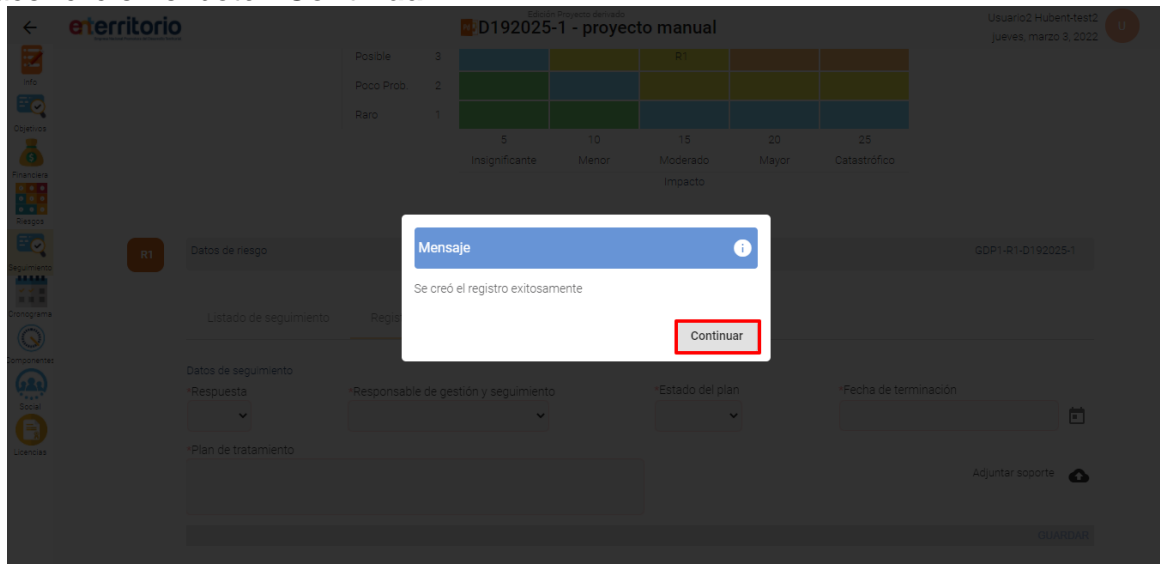 Edición Proyecto derivado
eterritorio
D192025-1 - proyecto manual
Usuario2 Hubent-test2
jueves, marzo 3, 2022
U
Info
Objetivos
Financiera
Riesgos
Seguimiento
Cronograma
Componentes
Social
Licencias
Posible 3 R1
Poco Prob. 2
Raro 1
5 10 15 20 25
Insignificante Menor Moderado Mayor Catastrófico
Impacto
R1 Datos de riesgo GDP1-R1-D192025-1
Mensaje
Se creó el registro exitosamente
Continuar
Listado de seguimiento
Datos de seguimiento
*Respuesta *Responsable de gestión y seguimiento *Estado del plan *Fecha de terminación
*Plan de tratamiento
Adjuntar soporte
GUARDAR